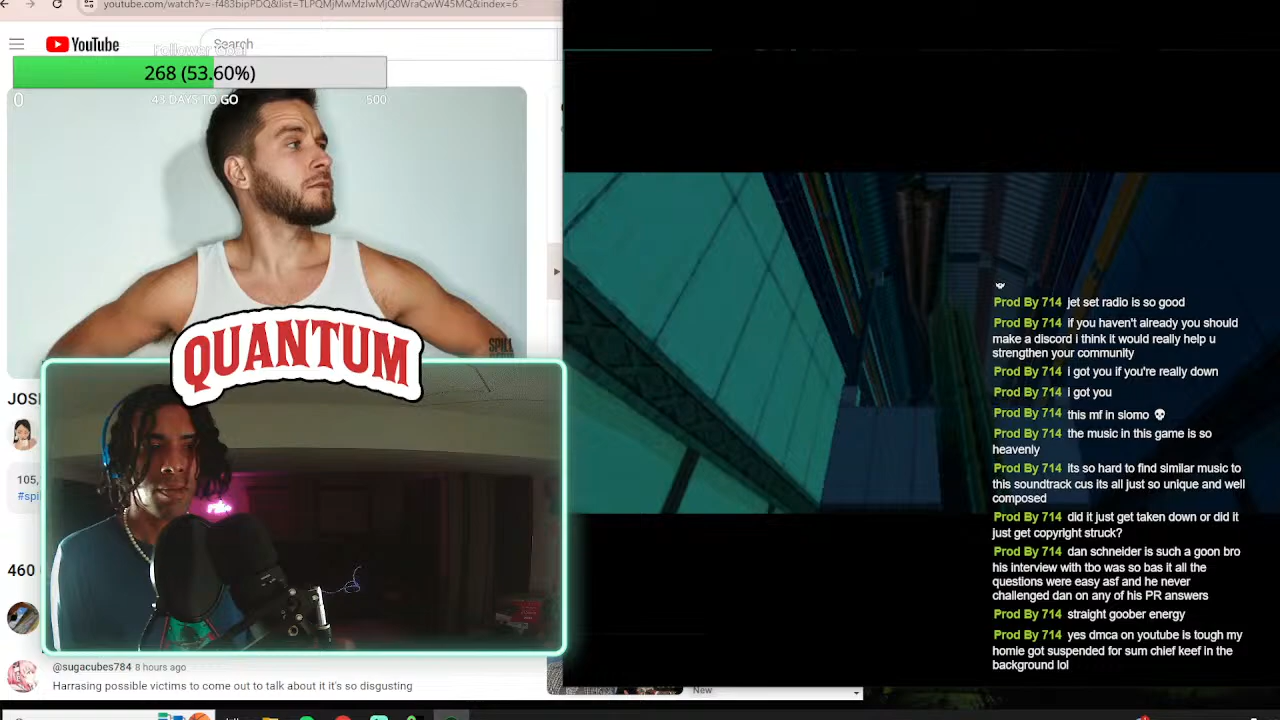 youtube.com/watch?v=-f483bipPDQ&list=TLPQMjMwMzIwMjQ0WraQwW45MQ&index=6
YouTube
Search
Follower Goal
268 (53.60%)
0
43 DAYS TO GO
500
SPILL
JOSH
QUANTUM
105,
#spi
460
@sugacubes784 8 hours ago
Harrasing possible victims to come out to talk about it it's so disgusting
New
Prod By 714 jet set radio is so good
Prod By 714 if you haven't already you should
make a discord i think it would really help u
strengthen your community
Prod By 714 i got you if you're really down
Prod By 714 i got you
Prod By 714 this mf in slomo 💀
Prod By 714 the music in this game is so
heavenly
Prod By 714 its so hard to find similar music to
this soundtrack cus its all just so unique and well
composed
Prod By 714 did it just get taken down or did it
just get copyright struck?
Prod By 714 dan schneider is such a goon bro
his interview with tbo was so bas it all the
questions were easy asf and he never
challenged dan on any of his PR answers
Prod By 714 straight goober energy
Prod By 714 yes dmca on youtube is tough my
homie got suspended for sum chief keef in the
background lol